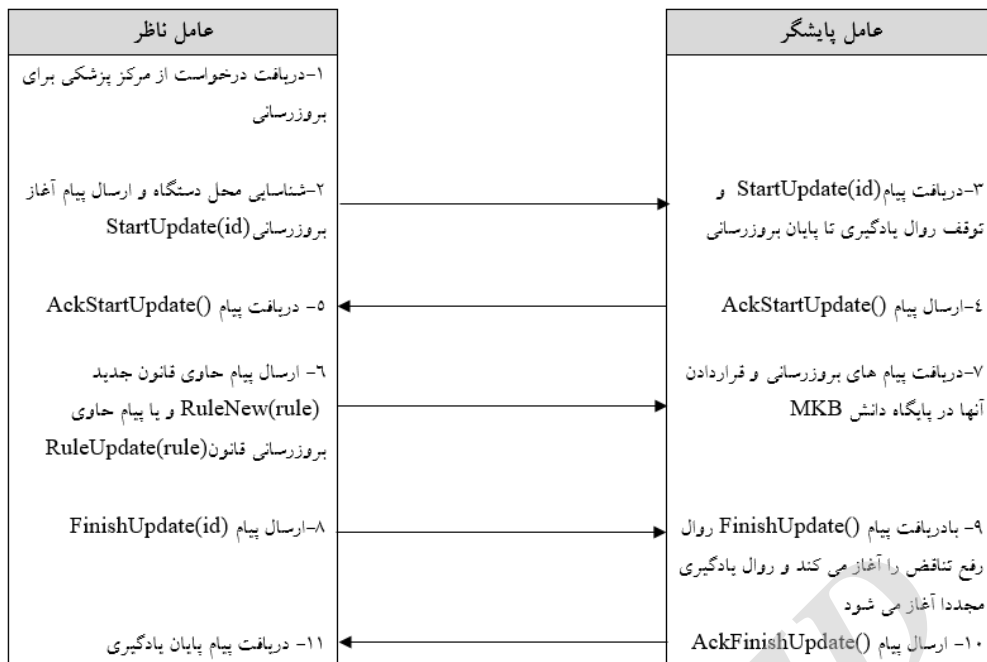 عامل ناظر
۱-دریافت درخواست از مرکز پزشکی برای
بروزرسانی
۲-شناسایی محل دستگاه و ارسال پیام آغاز
بروزرسانی StartUpdate(id)
۵- دریافت پیام AckStartUpdate()
۶- ارسال پیام حاوی قانون جدید
RuleNew(rule) و یا پیام حاوی
بروزرسانی قانون RuleUpdate(rule)
۸-ارسال پیام FinishUpdate(id)
۱۱- دریافت پیام پایان یادگیری
عامل پایشگر
۳-دریافت پیام StartUpdate(id) و
توقف روال یادگیری تا پایان بروزرسانی
۴-ارسال پیام AckStartUpdate()
۷-دریافت پیام های بروزرسانی و قراردادن
آنها در پایگاه دانش MKB
۹- بادریافت پیام FinishUpdate() روال
رفع تناقض را آغاز می کند و روال یادگیری
مجددا آغاز می شود
۱۰- ارسال پیام AckFinishUpdate()